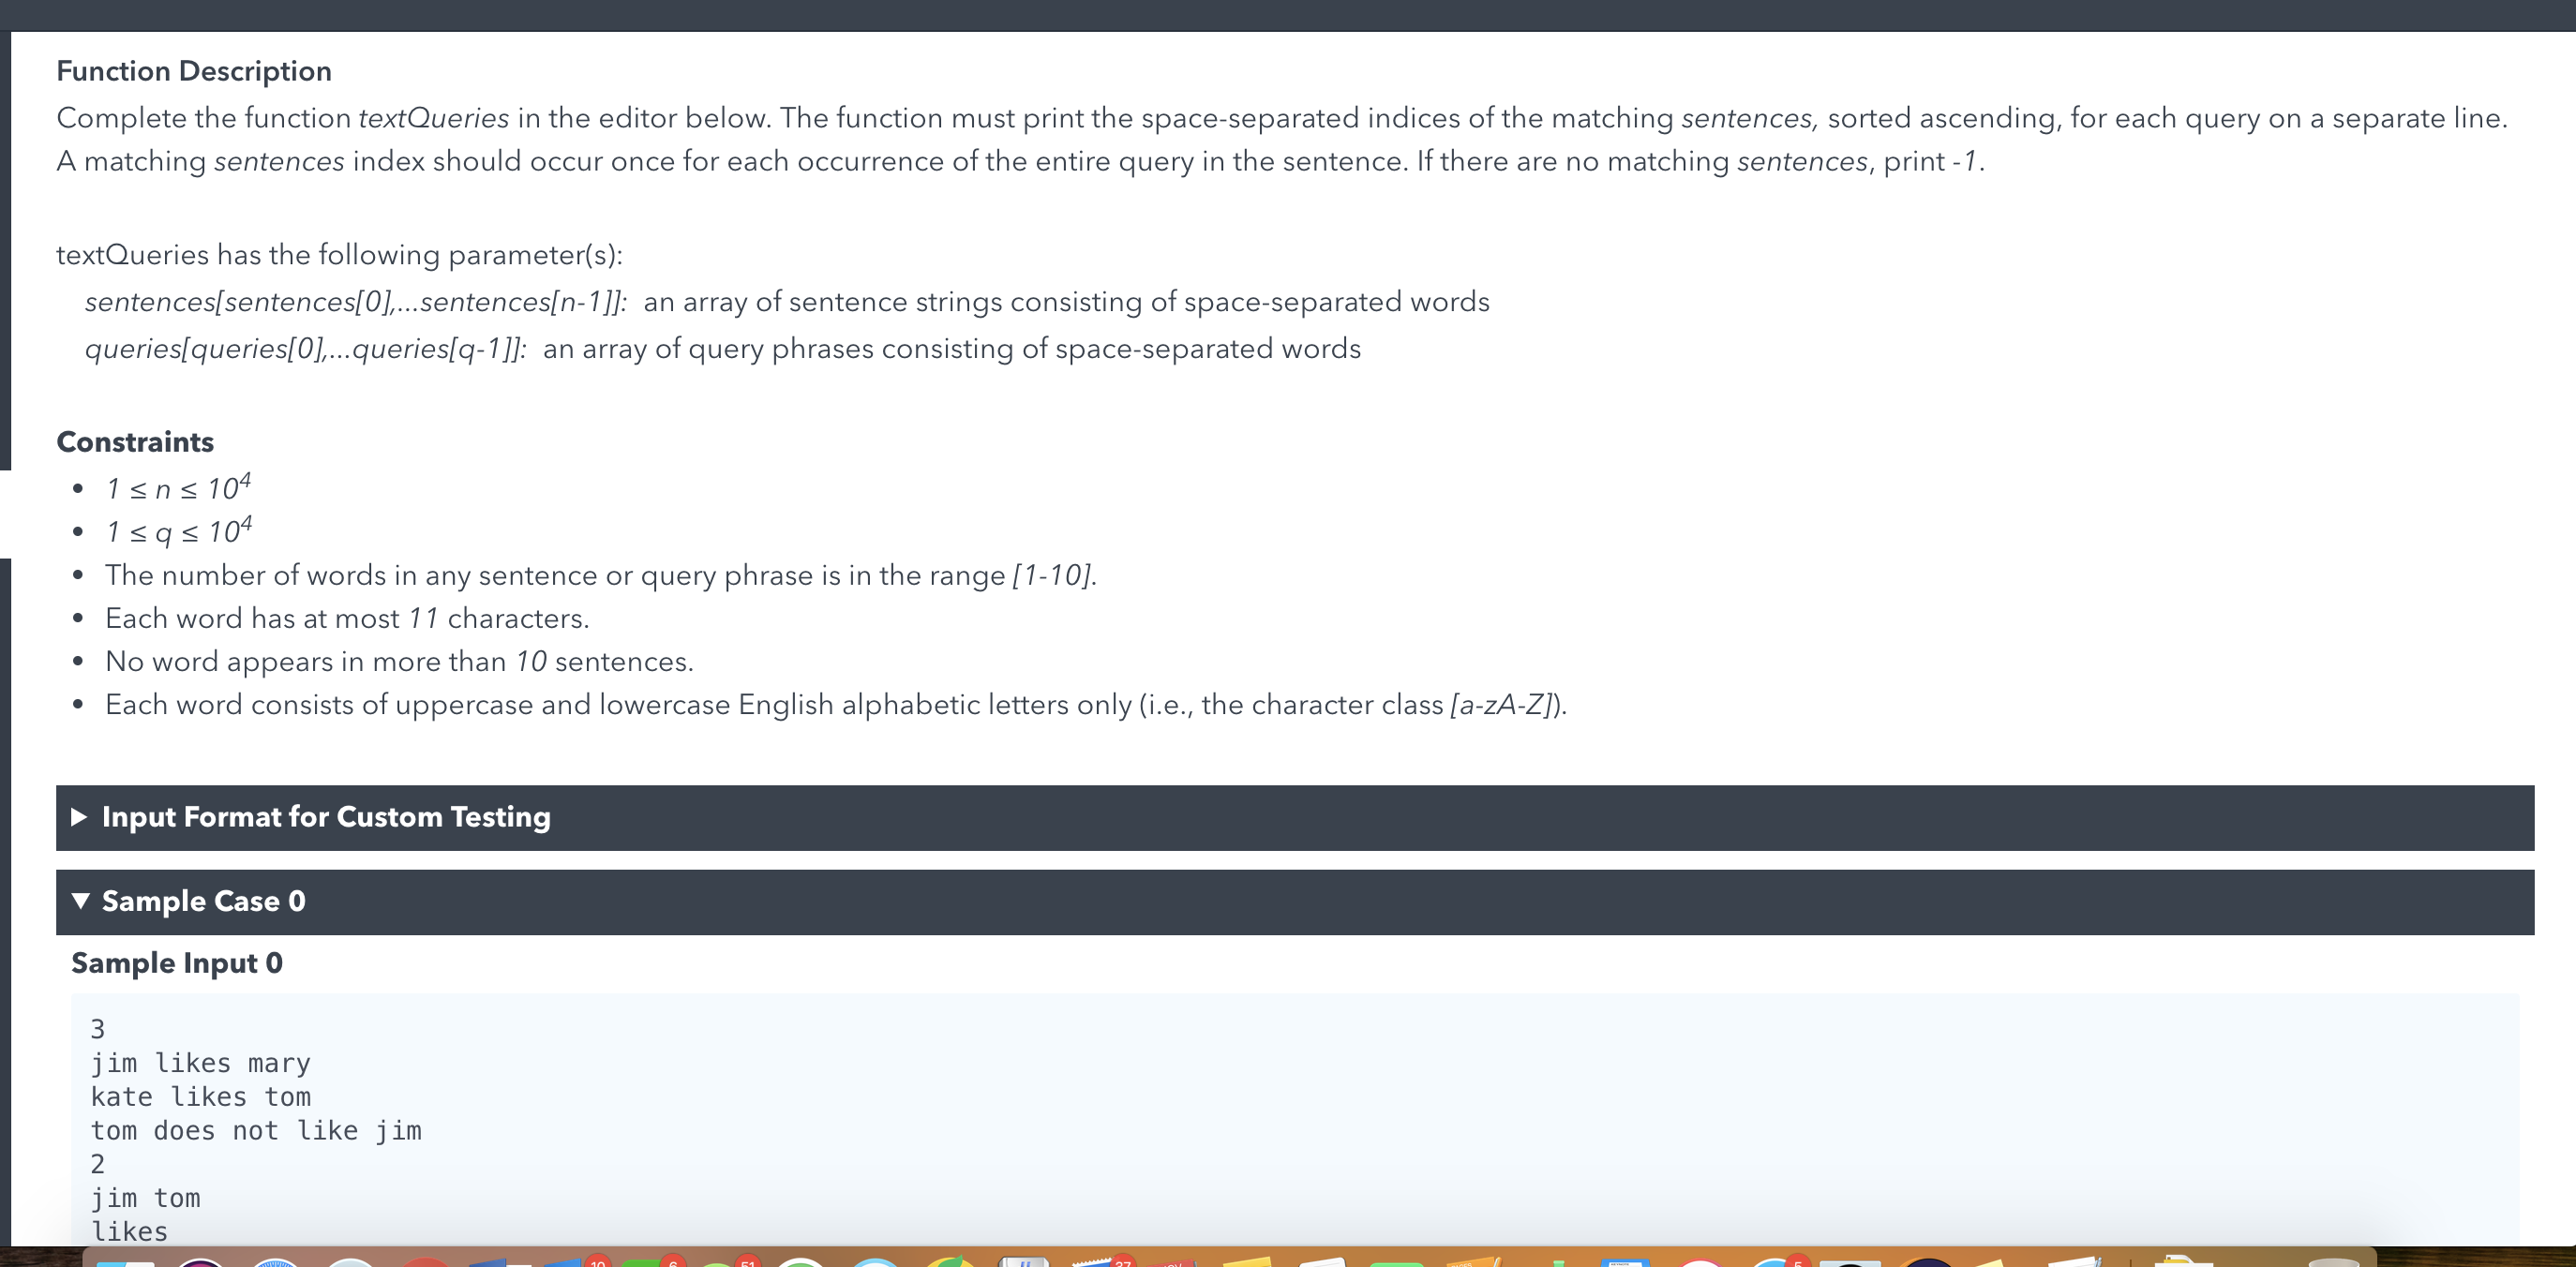 Function Description
Complete the function textQueries in the editor below. The function must print the space-separated indices of the matching sentences, sorted ascending, for each query on a separate line.
A matching sentences index should occur once for each occurrence of the entire query in the sentence. If there are no matching sentences, print -1.
textQueries has the following parameter(s):
sentences[sentences[0],...sentences[n-1]]: an array of sentence strings consisting of space-separated words
queries[queries[0],...queries[q-1]]: an array of query phrases consisting of space-separated words
Constraints
• 1 ≤ n ≤ 10⁴
• 1 ≤ q ≤ 10⁴
• The number of words in any sentence or query phrase is in the range [1-10].
• Each word has at most 11 characters.
• No word appears in more than 10 sentences.
• Each word consists of uppercase and lowercase English alphabetic letters only (i.e., the character class [a-zA-Z]).
▶ Input Format for Custom Testing
▼ Sample Case 0
Sample Input 0
3
jim likes mary
kate likes tom
tom does not like jim
2
jim tom
likes
10 6 51 37 5